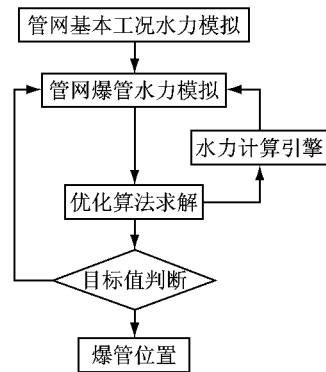 管网基本工况水力模拟
管网爆管水力模拟
水力计算引擎
优化算法求解
目标值判断
爆管位置